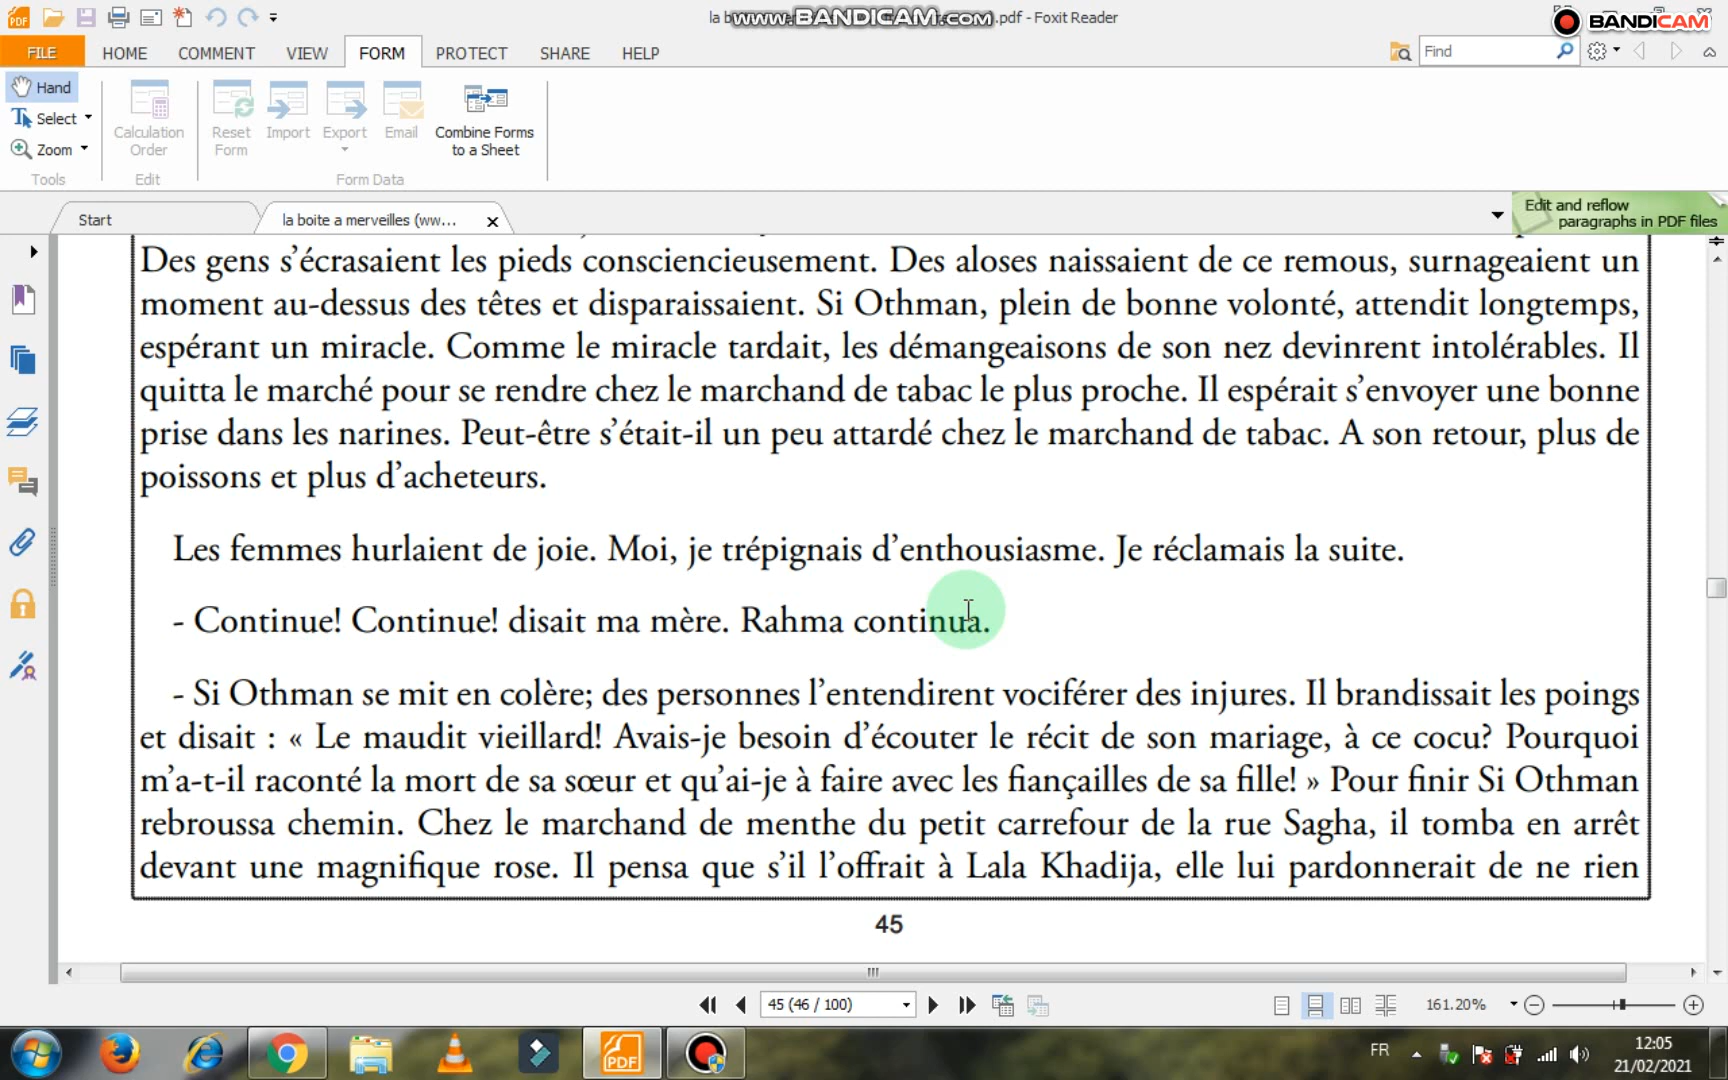 la b www.BANDICAM.com .pdf - Foxit Reader
BANDICAM
FILE HOME COMMENT VIEW FORM PROTECT SHARE HELP
Find
Hand
Select
Zoom
Tools
Calculation Order
Edit
Reset Form
Import
Export
Email
Combine Forms to a Sheet
Form Data
Start
la boite a merveilles (ww...
Edit and reflow
paragraphs in PDF files
Des gens s’écrasaient les pieds consciencieusement. Des aloses naissaient de ce remous, surnageaient un
moment au-dessus des têtes et disparaissaient. Si Othman, plein de bonne volonté, attendit longtemps,
espérant un miracle. Comme le miracle tardait, les démangeaisons de son nez devinrent intolérables. Il
quitta le marché pour se rendre chez le marchand de tabac le plus proche. Il espérait s’envoyer une bonne
prise dans les narines. Peut-être s’était-il un peu attardé chez le marchand de tabac. A son retour, plus de
poissons et plus d’acheteurs.
Les femmes hurlaient de joie. Moi, je trépignais d’enthousiasme. Je réclamais la suite.
- Continue! Continue! disait ma mère. Rahma continua.
- Si Othman se mit en colère; des personnes l’entendirent vociférer des injures. Il brandissait les poings
et disait : « Le maudit vieillard! Avais-je besoin d’écouter le récit de son mariage, à ce cocu? Pourquoi
m’a-t-il raconté la mort de sa sœur et qu’ai-je à faire avec les fiançailles de sa fille! » Pour finir Si Othman
rebroussa chemin. Chez le marchand de menthe du petit carrefour de la rue Sagha, il tomba en arrêt
devant une magnifique rose. Il pensa que s’il l’offrait à Lala Khadija, elle lui pardonnerait de ne rien
45
45 (46 / 100)
161.20%
PDF
FR
12:05
21/02/2021